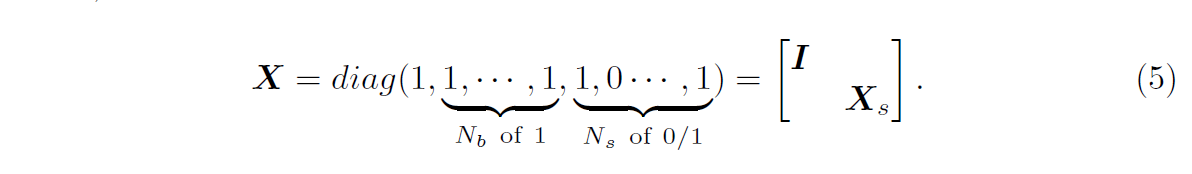 X = diag(1, 1, ⋯ , 1, 1, 0 ⋯ , 1) = [ I X_s ] . (5)
N_b of 1 N_s of 0/1